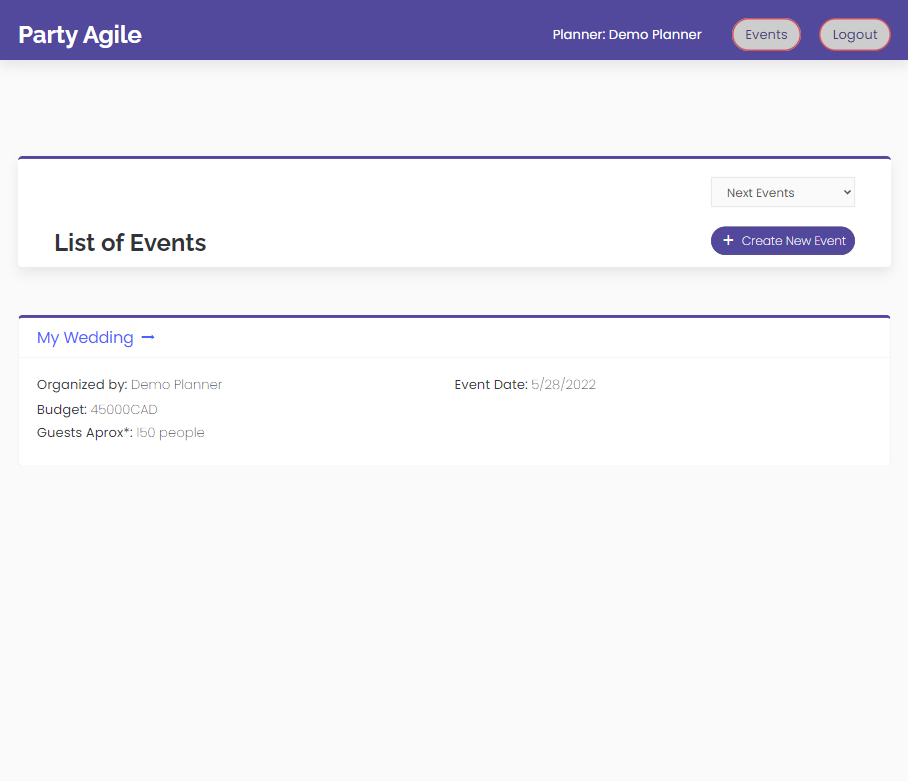 Party Agile
Planner: Demo Planner
Events
Logout
Next Events
List of Events
+ Create New Event
My Wedding →
Organized by: Demo Planner
Event Date: 5/28/2022
Budget: 45000CAD
Guests Aprox*: 150 people